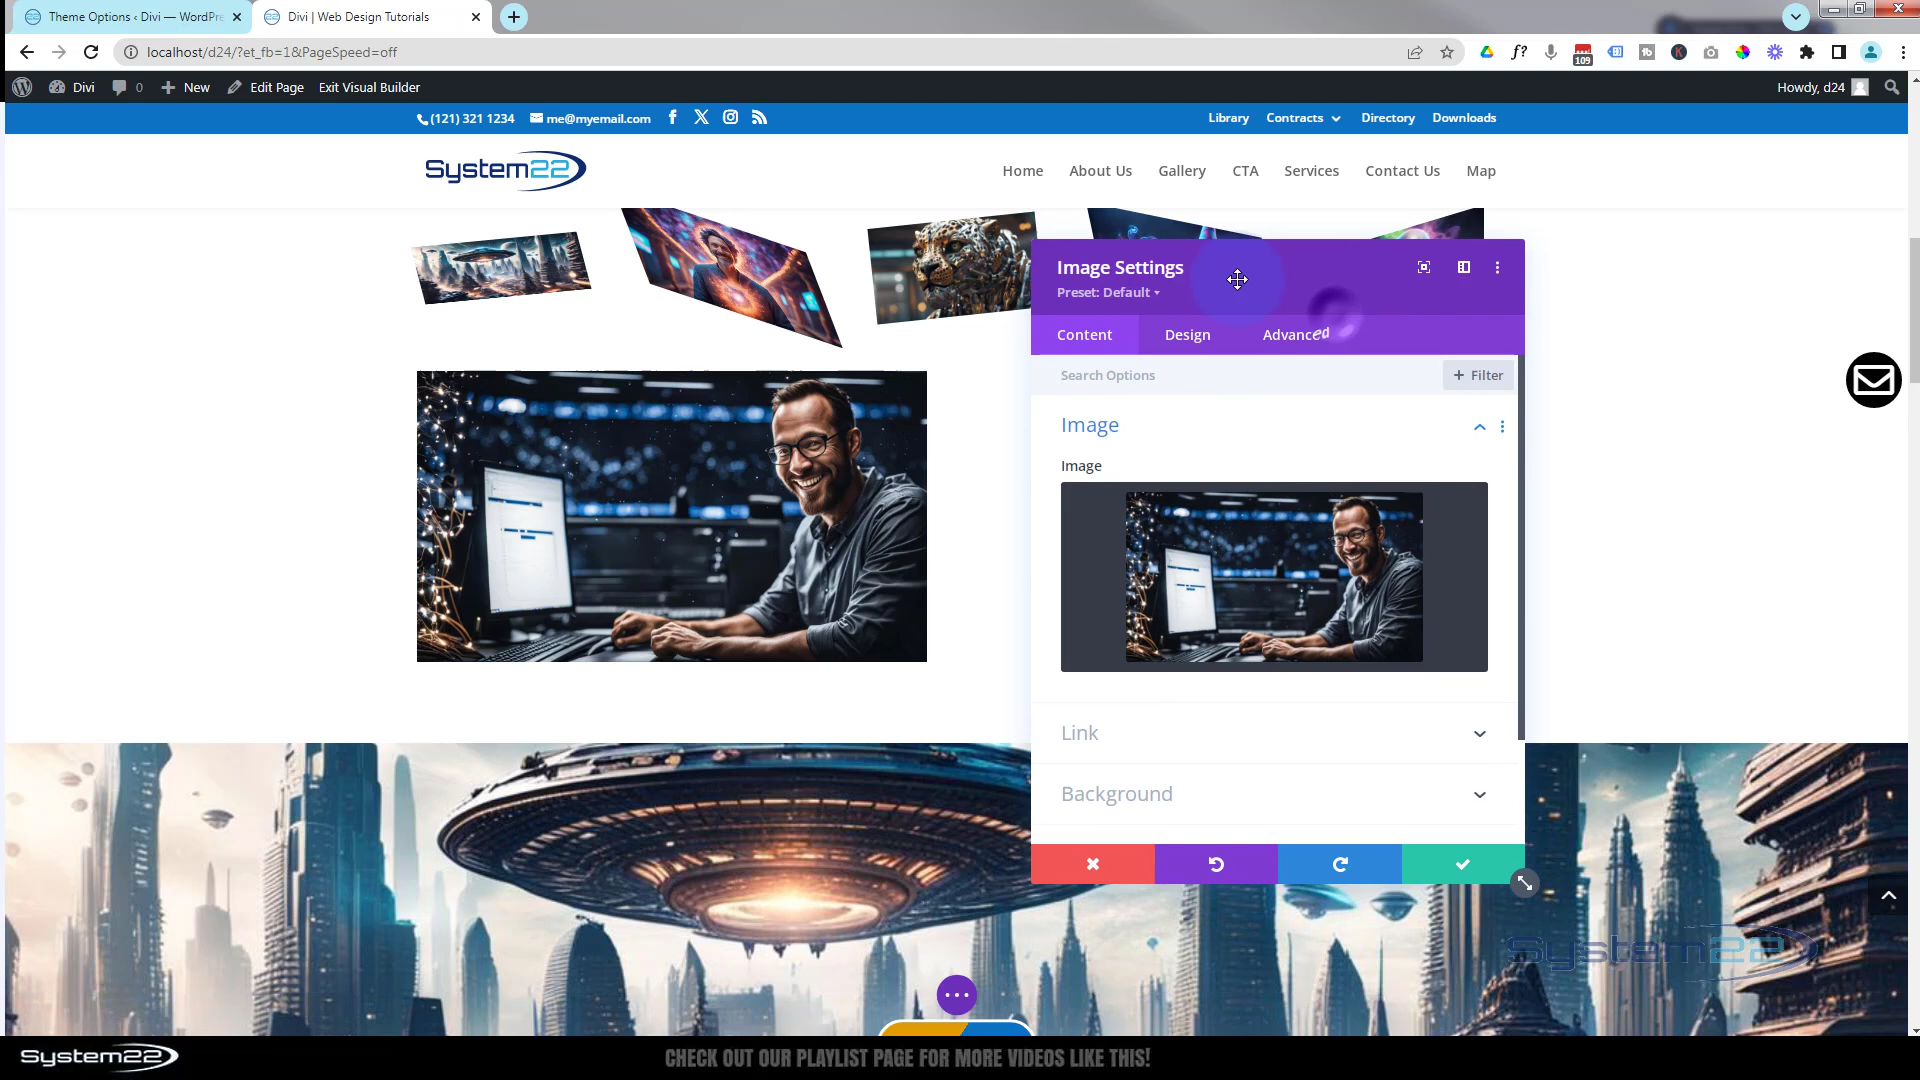 Theme Options ‹ Divi — WordPre
Divi | Web Design Tutorials
localhost/d24/?et_fb=1&PageSpeed=off
f?
109
Divi
0
New
Edit Page
Exit Visual Builder
Howdy, d24
(121) 321 1234
me@myemail.com
Library
Contracts
Directory
Downloads
System22
Home
About Us
Gallery
CTA
Services
Contact Us
Map
Image Settings
Preset: Default
Content
Design
Advanced
Search Options
+ Filter
Image
Image
Link
Background
System22
System22
CHECK OUT OUR PLAYLIST PAGE FOR MORE VIDEOS LIKE THIS!